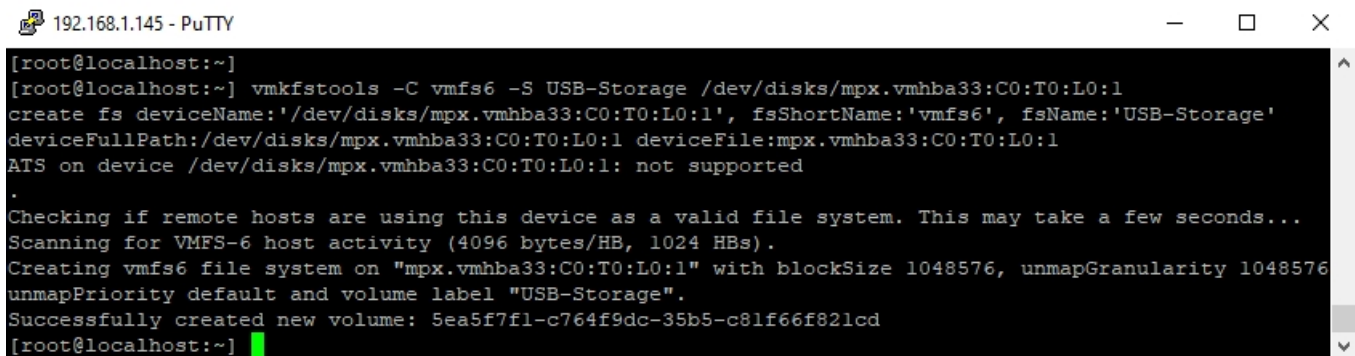 192.168.1.145 - PuTTY
[root@localhost:~]
[root@localhost:~] vmkfstools -C vmfs6 -S USB-Storage /dev/disks/mpx.vmhba33:C0:T0:L0:1
create fs deviceName:'/dev/disks/mpx.vmhba33:C0:T0:L0:1', fsShortName:'vmfs6', fsName:'USB-Storage'
deviceFullPath:/dev/disks/mpx.vmhba33:C0:T0:L0:1 deviceFile:mpx.vmhba33:C0:T0:L0:1
ATS on device /dev/disks/mpx.vmhba33:C0:T0:L0:1: not supported
.
Checking if remote hosts are using this device as a valid file system. This may take a few seconds...
Scanning for VMFS-6 host activity (4096 bytes/HB, 1024 HBs).
Creating vmfs6 file system on "mpx.vmhba33:C0:T0:L0:1" with blockSize 1048576, unmapGranularity 1048576
unmapPriority default and volume label "USB-Storage".
Successfully created new volume: 5ea5f7f1-c764f9dc-35b5-c81f66f821cd
[root@localhost:~]